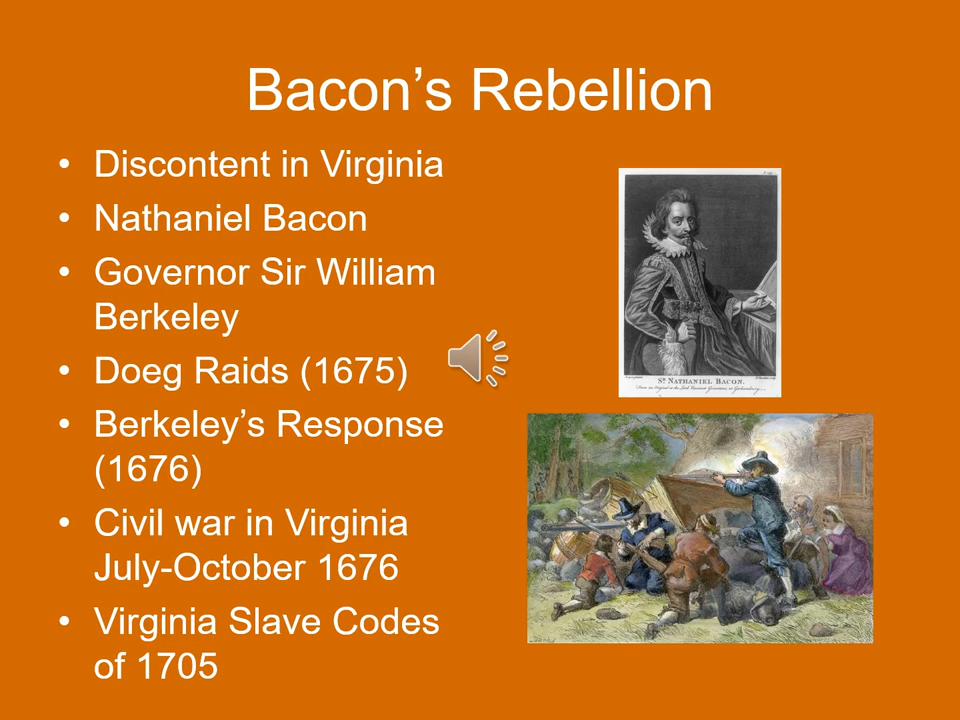 Bacon’s Rebellion
• Discontent in Virginia
• Nathaniel Bacon
• Governor Sir William
Berkeley
• Doeg Raids (1675)
• Berkeley’s Response
(1676)
• Civil war in Virginia
July-October 1676
• Virginia Slave Codes
of 1705
Sr. NATHANIEL BACON.